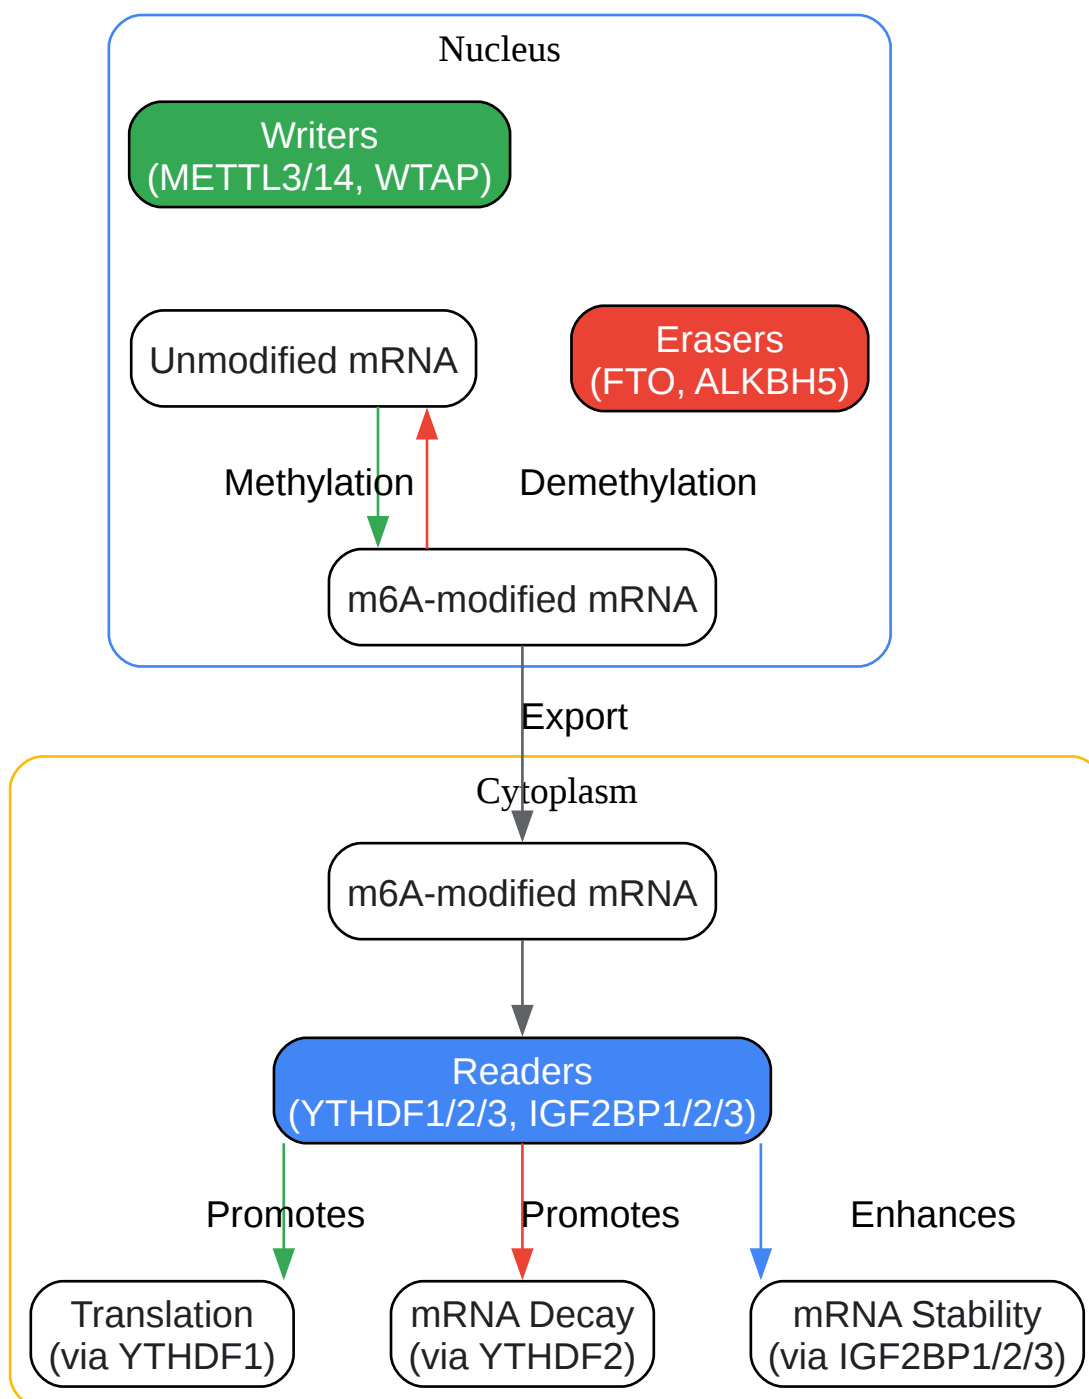 Nucleus
Writers
(METTL3/14, WTAP)
Unmodified mRNA
Erasers
(FTO, ALKBH5)
Methylation
Demethylation
m6A-modified mRNA
Export
Cytoplasm
m6A-modified mRNA
Readers
(YTHDF1/2/3, IGF2BP1/2/3)
Promotes
Promotes
Enhances
Translation
(via YTHDF1)
mRNA Decay
(via YTHDF2)
mRNA Stability
(via IGF2BP1/2/3)